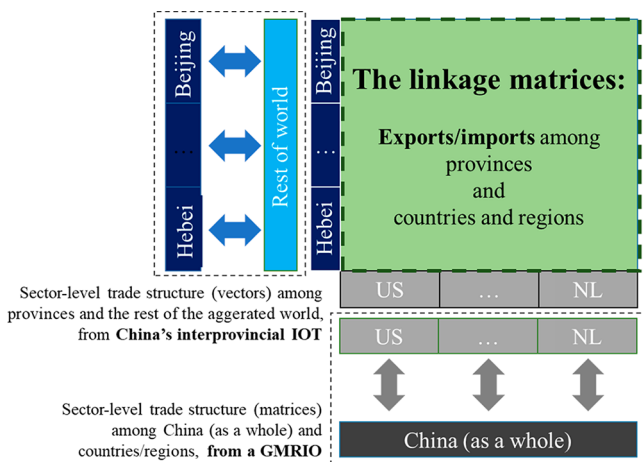 Beijing
...
Hebei
Rest of world
Beijing
...
Hebei
The linkage matrices:
Exports/imports among
provinces
and
countries and regions
US
...
NL
Sector-level trade structure (vectors) among
provinces and the rest of the aggerated world,
from China's interprovincial IOT
US
...
NL
Sector-level trade structure (matrices)
among China (as a whole) and
countries/regions, from a GMRIO
China (as a whole)